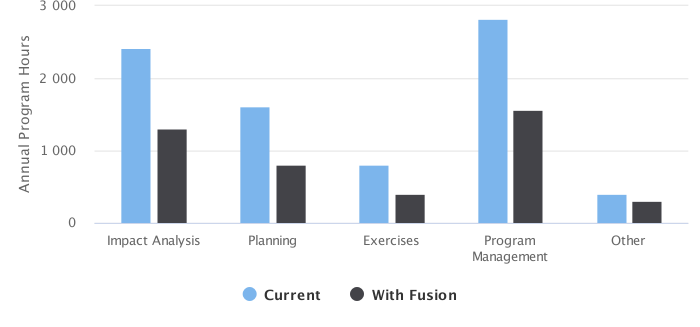 3 000
2 000
1 000
0
Annual Program Hours
Impact Analysis
Planning
Exercises
Program
Management
Other
Current
With Fusion